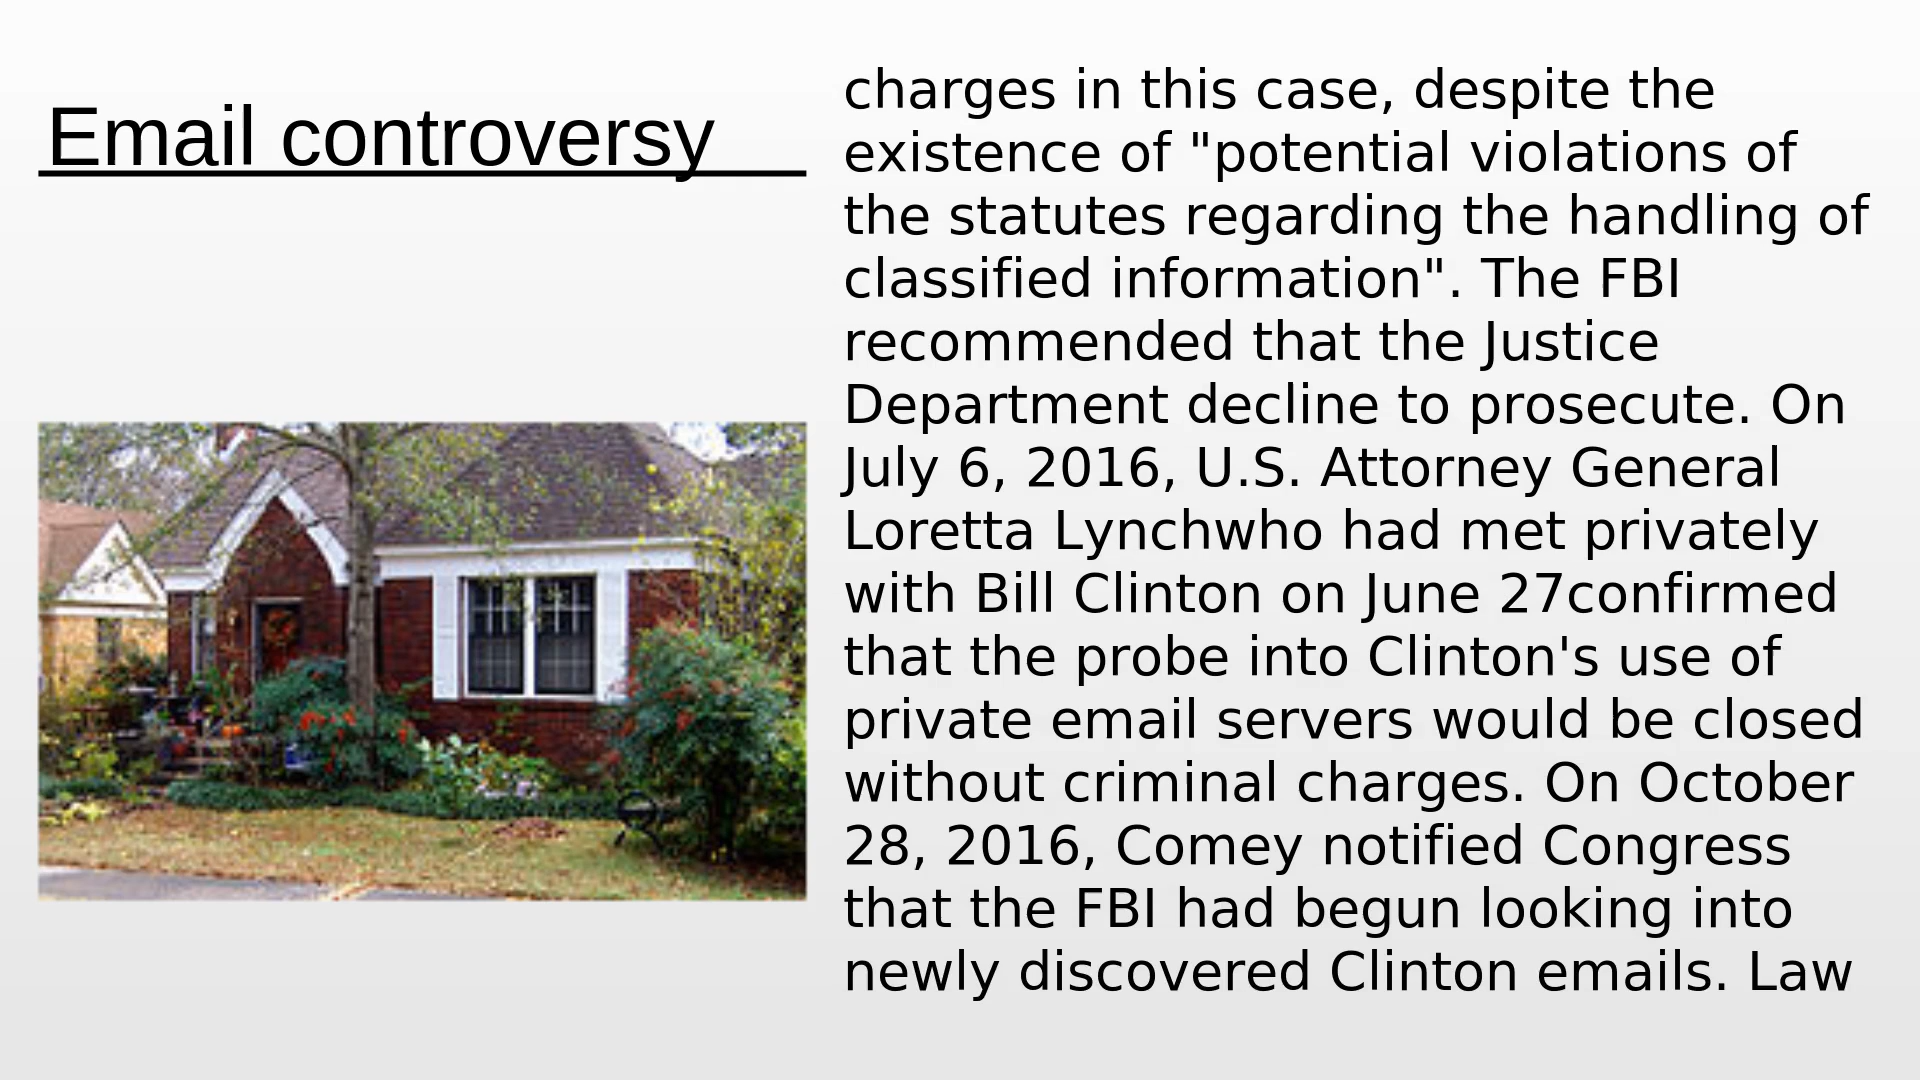 Email controversy
charges in this case, despite the
existence of "potential violations of
the statutes regarding the handling of
classified information". The FBI
recommended that the Justice
Department decline to prosecute. On
July 6, 2016, U.S. Attorney General
Loretta Lynchwho had met privately
with Bill Clinton on June 27confirmed
that the probe into Clinton's use of
private email servers would be closed
without criminal charges. On October
28, 2016, Comey notified Congress
that the FBI had begun looking into
newly discovered Clinton emails. Law